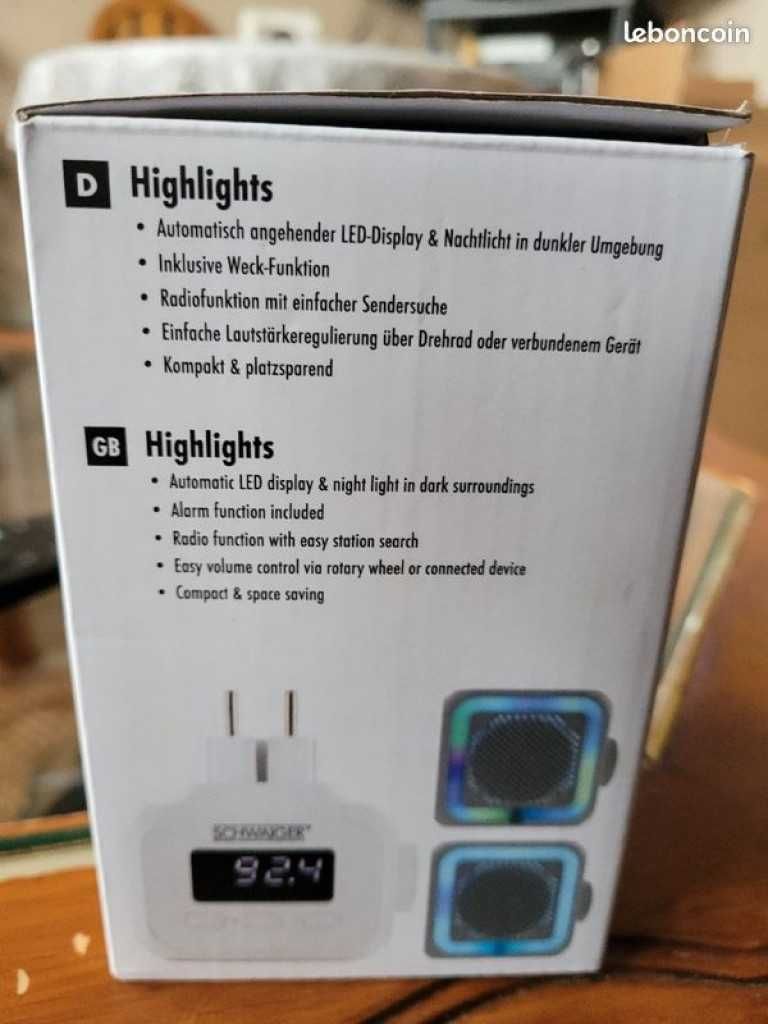 leboncoin
D Highlights
• Automatisch angehender LED-Display & Nachtlicht in dunkler Umgebung
• Inklusive Weck-Funktion
• Radiofunktion mit einfacher Sendersuche
• Einfache Lautstärkeregulierung über Drehrad oder verbundenem Gerät
• Kompakt & platzsparend
GB Highlights
• Automatic LED display & night light in dark surroundings
• Alarm function included
• Radio function with easy station search
• Easy volume control via rotary wheel or connected device
• Compact & space saving
SCHWAIGER®
92.4